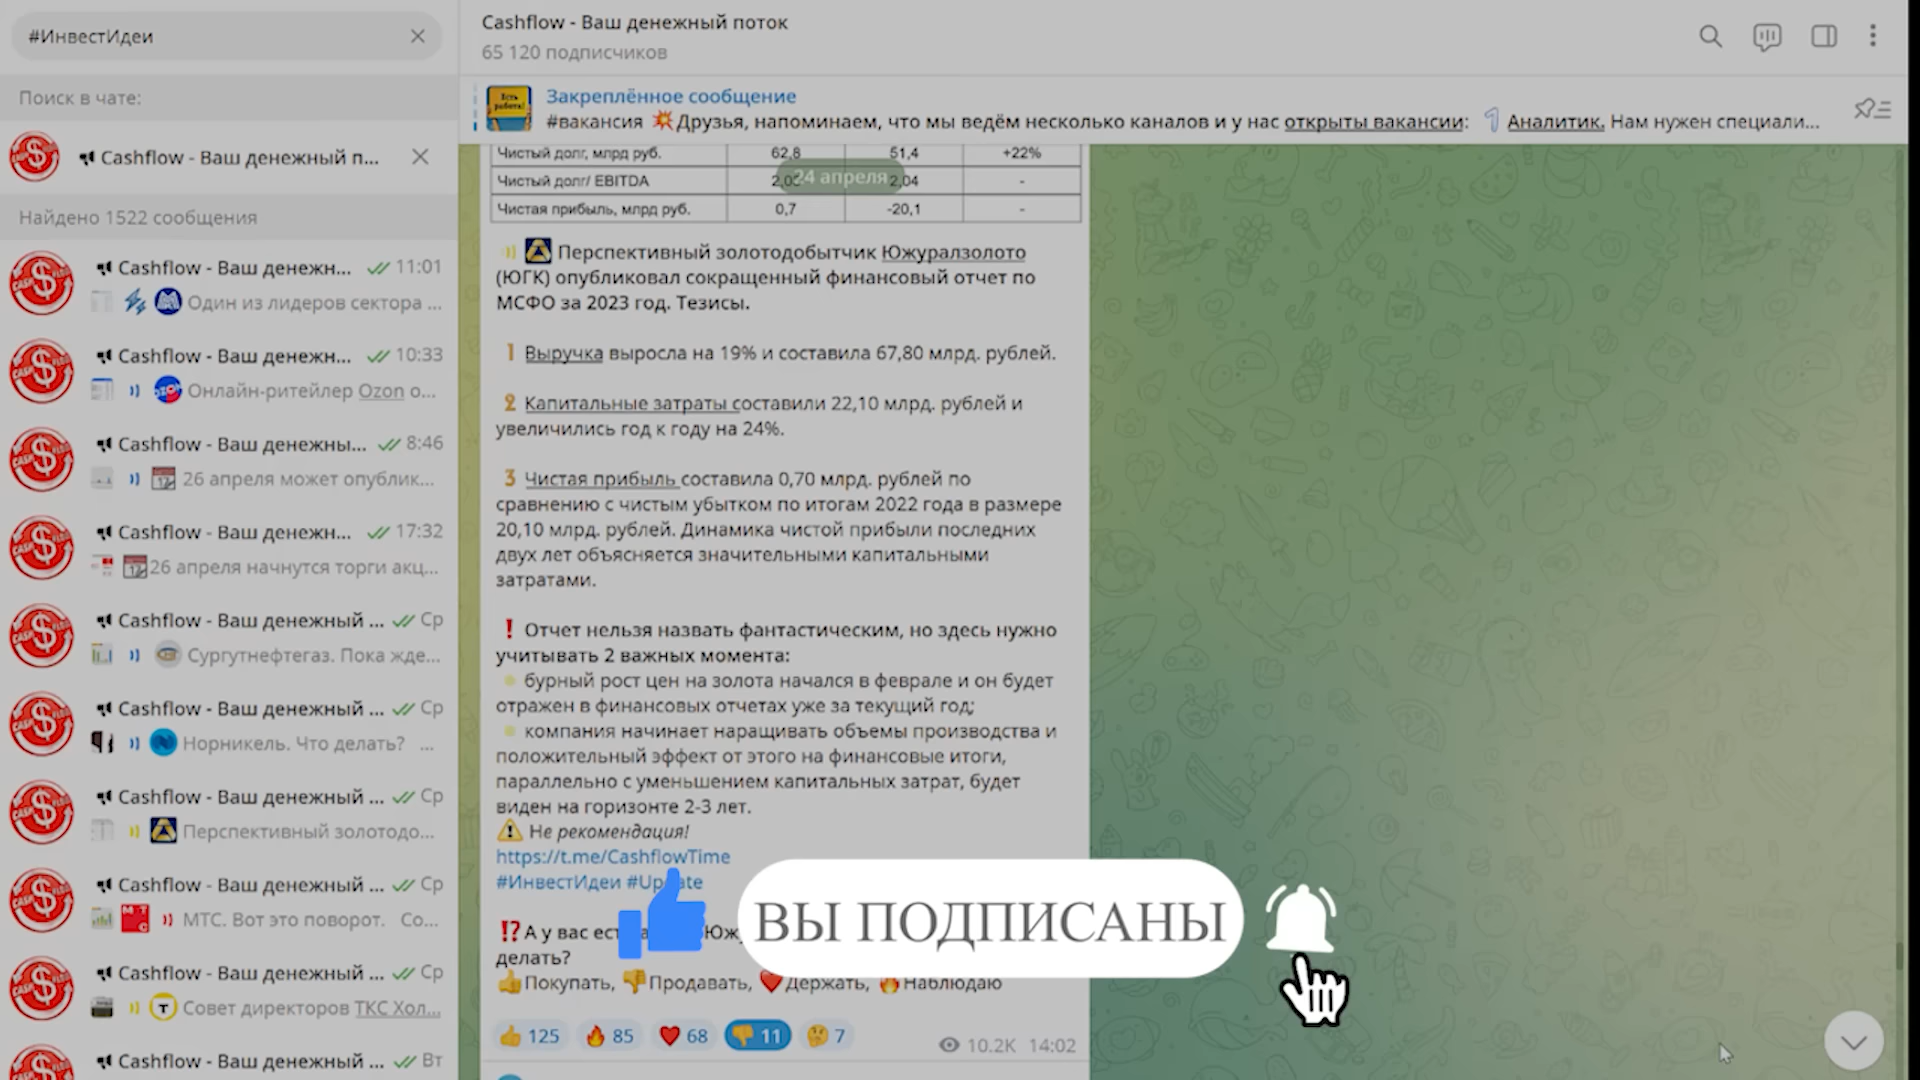 #ИнвестИдеи
Поиск в чате:
Cashflow - Ваш денежный п...
Найдено 1522 сообщения
Cashflow - Ваш денежн... 11:01
Один из лидеров сектора ...
Cashflow - Ваш денежн... 10:33
Онлайн-ритейлер Ozon о...
Cashflow - Ваш денежны... 8:46
26 апреля может опублик...
Cashflow - Ваш денежн... 17:32
26 апреля начнутся торги акц...
Cashflow - Ваш денежный ... Ср
Сургутнефтегаз. Пока жде...
Cashflow - Ваш денежный ... Ср
Норникель. Что делать? ...
Cashflow - Ваш денежный ... Ср
Перспективный золотодо...
Cashflow - Ваш денежный ... Ср
МТС. Вот это поворот. Со...
Cashflow - Ваш денежный ... Ср
Совет директоров ТКС Хол...
Cashflow - Ваш денежный ... Вт
Cashflow - Ваш денежный поток
65 120 подписчиков
Есть работа!
Закреплённое сообщение
#вакансия Друзья, напоминаем, что мы ведём несколько каналов и у нас открыты вакансии: 1 Аналитик. Нам нужен специали...
Чистый долг, млрд руб. 62,8 51,4 +22%
24 апреля
Чистый долг/ EBITDA 2,04 -
Чистая прибыль, млрд руб. 0,7 -20,1 -
Перспективный золотодобытчик Южуралзолото
(ЮГК) опубликовал сокращенный финансовый отчет по
МСФО за 2023 год. Тезисы.
1 Выручка выросла на 19% и составила 67,80 млрд. рублей.
2 Капитальные затраты составили 22,10 млрд. рублей и
увеличились год к году на 24%.
3 Чистая прибыль составила 0,70 млрд. рублей по
сравнению с чистым убытком по итогам 2022 года в размере
20,10 млрд. рублей. Динамика чистой прибыли последних
двух лет объясняется значительными капитальными
затратами.
❗ Отчет нельзя назвать фантастическим, но здесь нужно
учитывать 2 важных момента:
бурный рост цен на золота начался в феврале и он будет
отражен в финансовых отчетах уже за текущий год;
компания начинает наращивать объемы производства и
положительный эффект от этого на финансовые итоги,
параллельно с уменьшением капитальных затрат, будет
виден на горизонте 2-3 лет.
⚠ Не рекомендация!
https://t.me/CashflowTime
#ИнвестИдеи
⁉ А у вас
делать?
👍Покупать, 👎Продавать, ❤Держать, 🔥Наблюдаю
125 85 68 11 7
10.2K 14:02
ВЫ ПОДПИСАНЫ